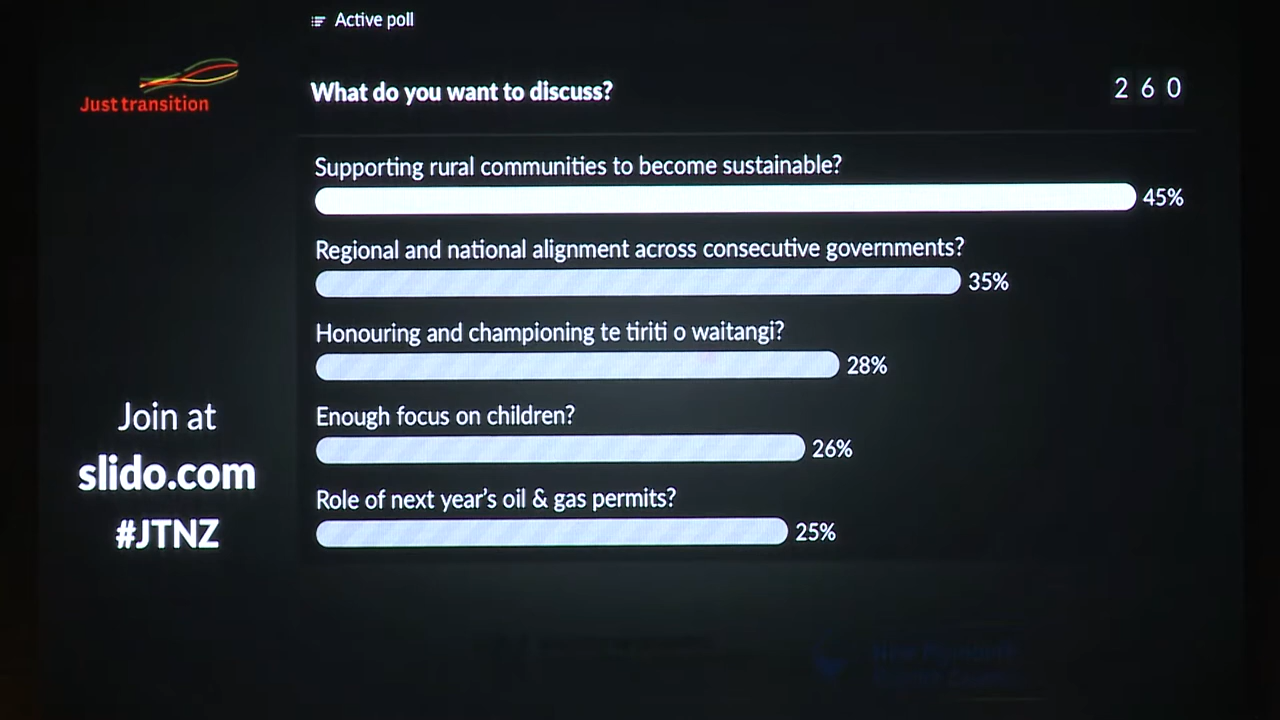 Active poll
Just transition
What do you want to discuss?
2 6 0
Supporting rural communities to become sustainable?
45%
Regional and national alignment across consecutive governments?
35%
Honouring and championing te tiriti o waitangi?
28%
Enough focus on children?
26%
Role of next year's oil & gas permits?
25%
Join at
slido.com
#JTNZ